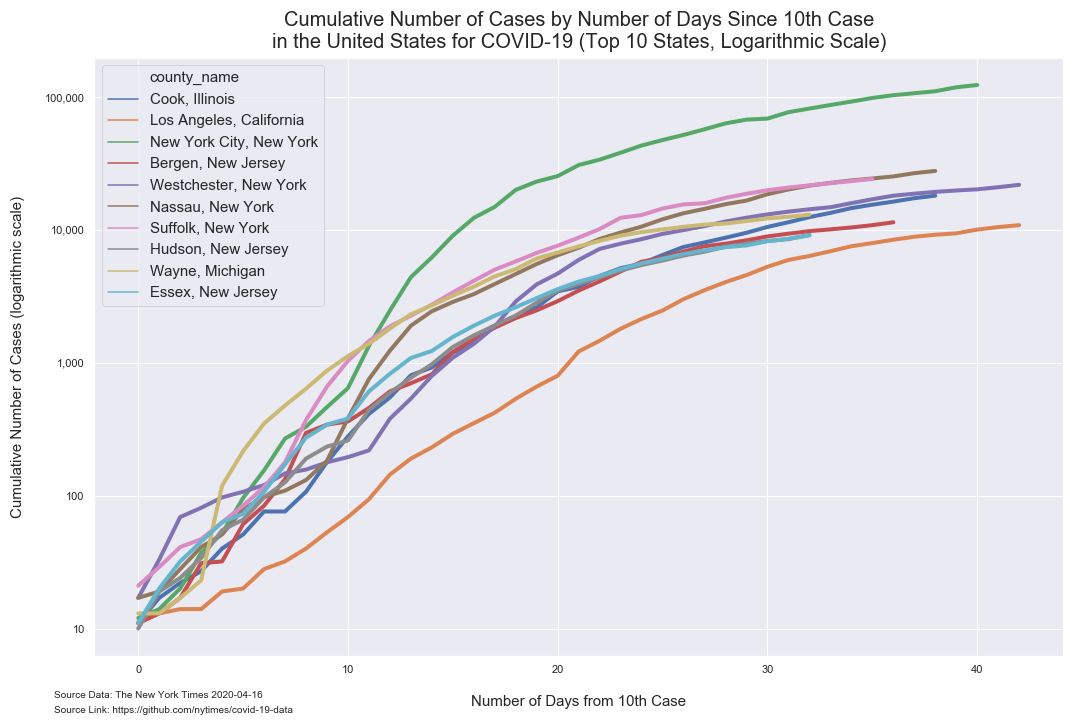 Cumulative Number of Cases by Number of Days Since 10th Case
in the United States for COVID-19 (Top 10 States, Logarithmic Scale)
county_name
Cook, Illinois
Los Angeles, California
New York City, New York
Bergen, New Jersey
Westchester, New York
Nassau, New York
Suffolk, New York
Hudson, New Jersey
Wayne, Michigan
Essex, New Jersey
Cumulative Number of Cases (logarithmic scale)
100,000
10,000
1,000
100
10
0
10
20
30
40
Number of Days from 10th Case
Source Data: The New York Times 2020-04-16
Source Link: https://github.com/nytimes/covid-19-data